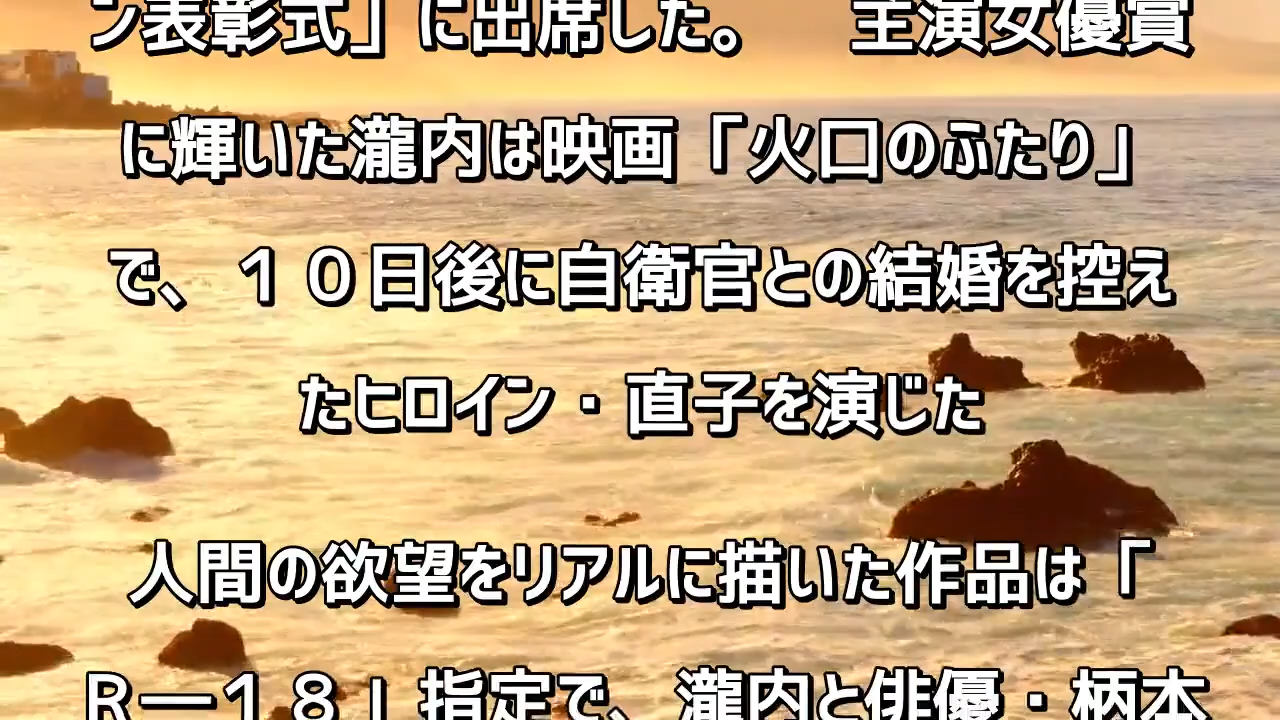 ン表彰式」に出席した。　主演女優賞
に輝いた瀧内は映画「火口のふたり」
で、１０日後に自衛官との結婚を控え
たヒロイン・直子を演じた
人間の欲望をリアルに描いた作品は「
Ｒ―１８」指定で、瀧内と俳優・柄本